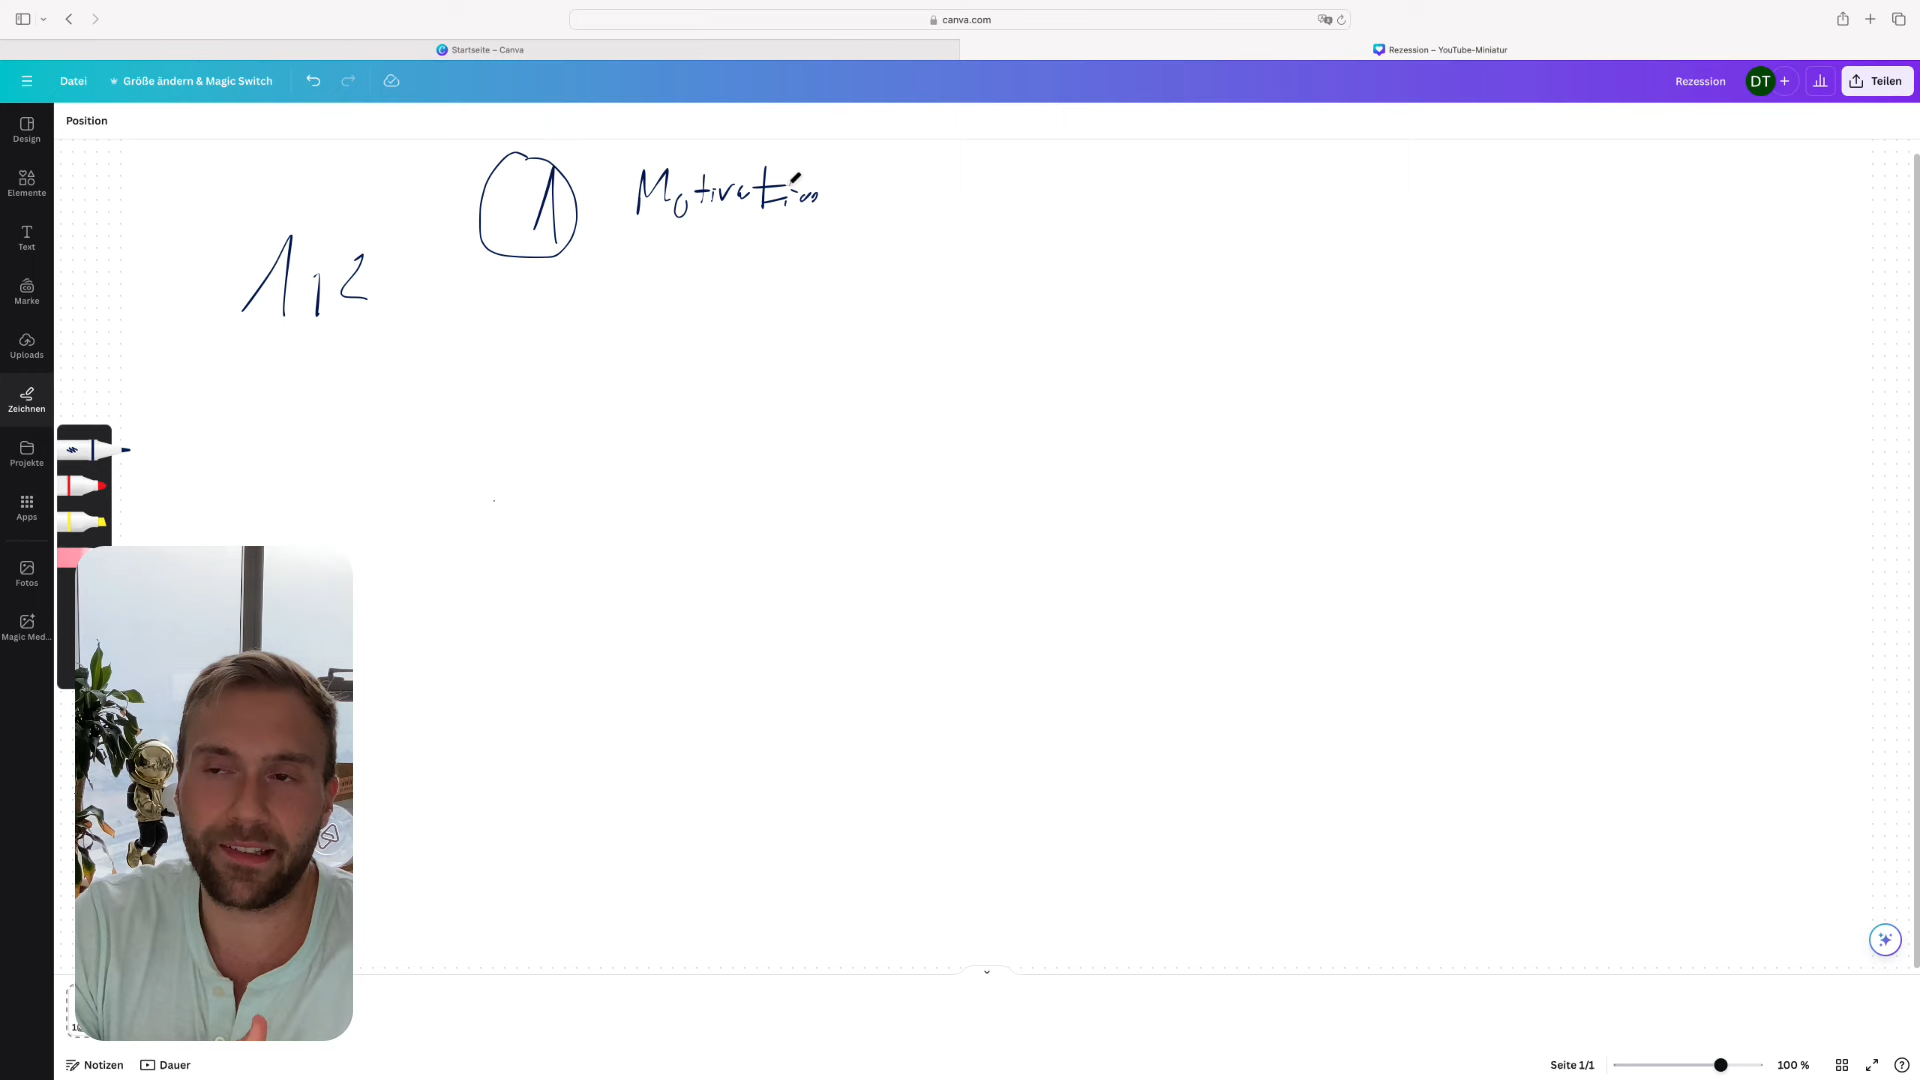 canva.com
Startseite – Canva
Rezession – YouTube-Miniatur
Datei
Größe ändern & Magic Switch
Rezession
DT
Teilen
Position
Design
Elemente
Text
Marke
Uploads
Zeichnen
Projekte
Apps
Fotos
Magic Med...
1 Motivation
1,2
Notizen
Dauer
Seite 1/1
100 %